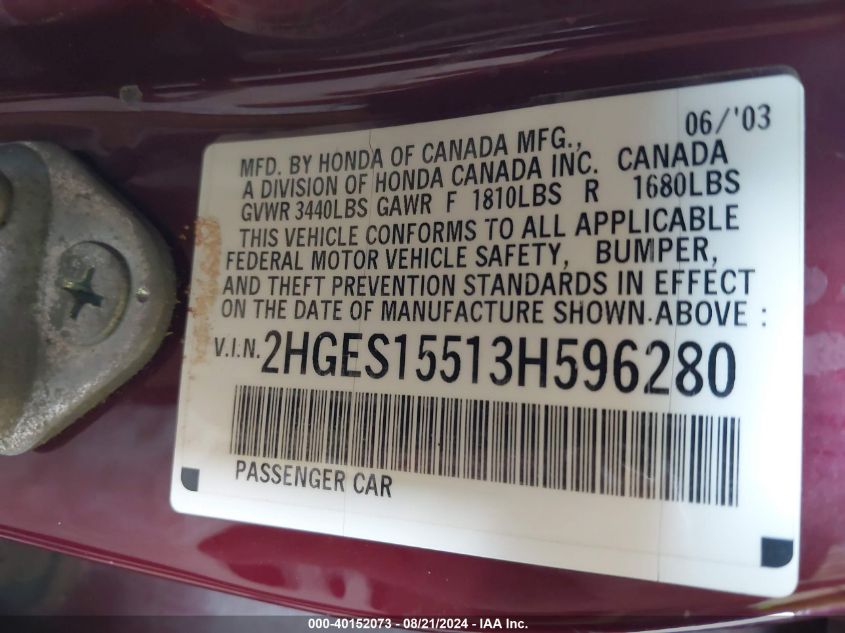 06/'03
MFD. BY HONDA OF CANADA MFG.,
A DIVISION OF HONDA CANADA INC. CANADA
GVWR 3440LBS GAWR F 1810LBS R 1680LBS
THIS VEHICLE CONFORMS TO ALL APPLICABLE
FEDERAL MOTOR VEHICLE SAFETY, BUMPER,
AND THEFT PREVENTION STANDARDS IN EFFECT
ON THE DATE OF MANUFACTURE SHOWN ABOVE :
V.I.N. 2HGES15513H596280
PASSENGER CAR
000-40152073 - 08/21/2024 - IAA Inc.